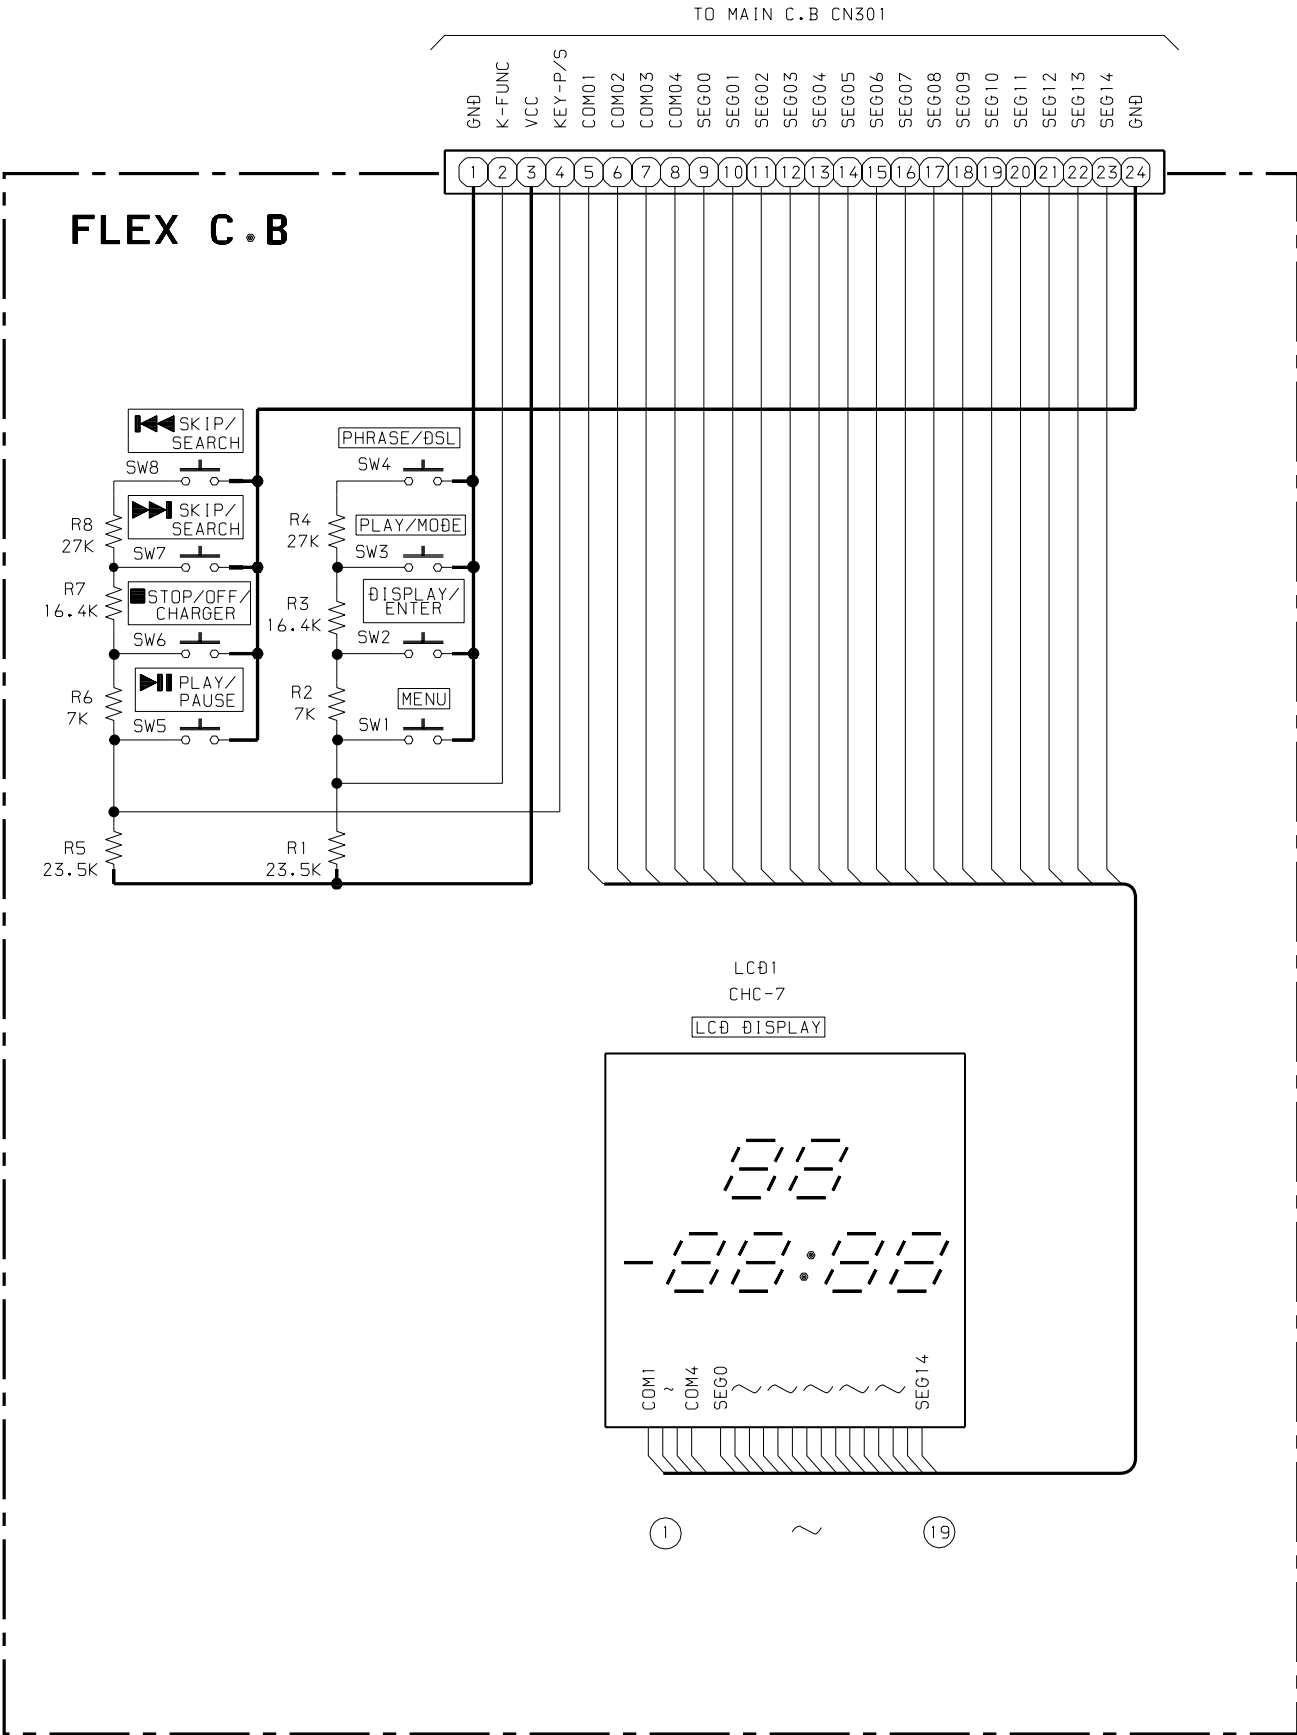 TO MAIN C.B CN301
GND K-FUNC VCC KEY-P/S COM01 COM02 COM03 COM04 SEG00 SEG01 SEG02 SEG03 SEG04 SEG05 SEG06 SEG07 SEG08 SEG09 SEG10 SEG11 SEG12 SEG13 SEG14 GND
1 2 3 4 5 6 7 8 9 10 11 12 13 14 15 16 17 18 19 20 21 22 23 24
FLEX C.B
SKIP/
SEARCH
SW8
R8
27K
SKIP/
SEARCH
SW7
R7
16.4K
STOP/OFF/
CHARGER
SW6
R6
7K
PLAY/
PAUSE
SW5
R5
23.5K
PHRASE/DSL
SW4
R4
27K
PLAY/MODE
SW3
R3
16.4K
DISPLAY/
ENTER
SW2
R2
7K
MENU
SW1
R1
23.5K
LCD1
CHC-7
LCD DISPLAY
88
-88:88
COM1 ~ COM4 SEG0 ~ ~ ~ ~ ~ SEG14
1 ~ 19